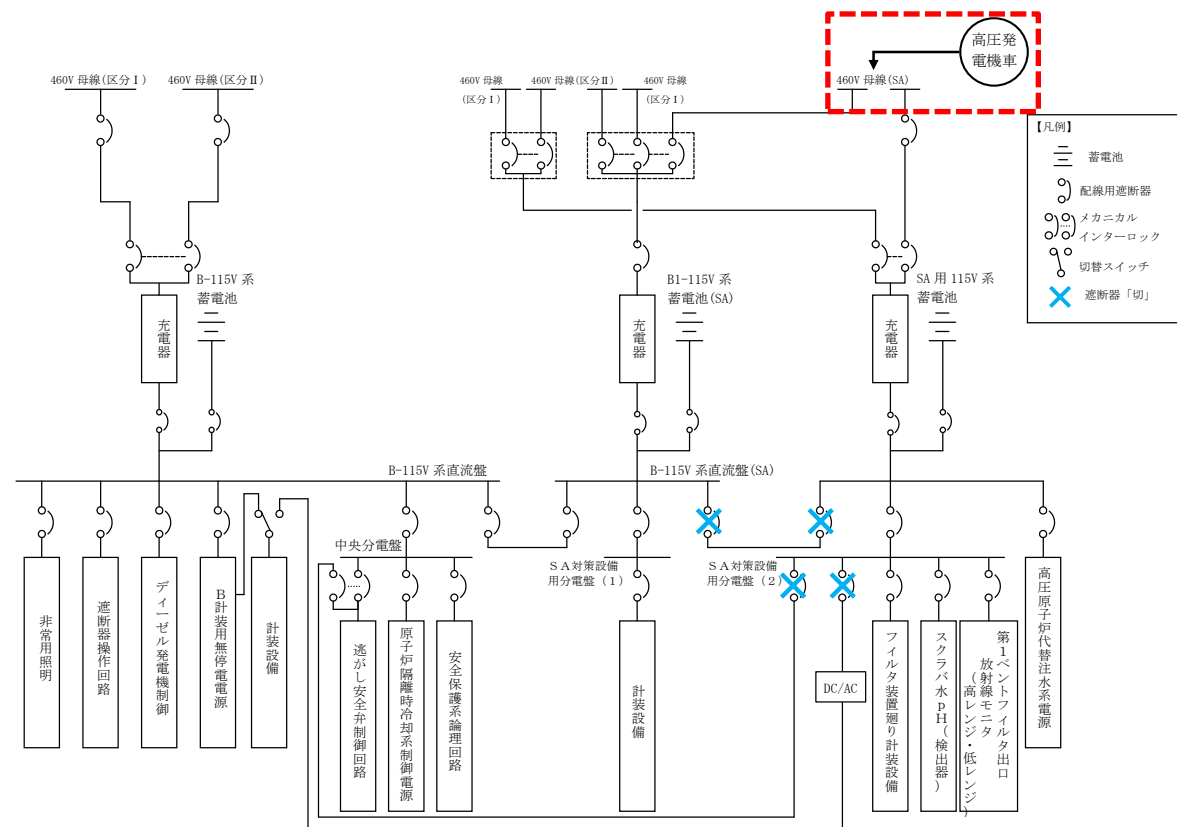 高圧発
電機車
460V 母線(区分Ⅰ)
460V 母線(区分Ⅱ)
460V 母線
(区分Ⅰ)
460V 母線(区分Ⅱ)
460V 母線
(区分Ⅰ)
460V 母線(SA)
【凡例】
蓄電池
配線用遮断器
メカニカル
インターロック
切替スイッチ
遮断器「切」
B-115V 系
蓄電池
B1-115V 系
蓄電池(SA)
SA 用 115V 系
蓄電池
充電器
充電器
充電器
B-115V 系直流盤
B-115V 系直流盤(SA)
中央分電盤
SA対策設備
用分電盤(1)
SA対策設備
用分電盤(2)
非常用照明
遮断器操作回路
ディーゼル発電機制御
B計装用無停電電源
計装設備
逃がし安全弁制御回路
原子炉隔離時冷却系制御電源
安全保護系論理回路
計装設備
DC/AC
フィルタ装置廻り計装設備
スクラバ水pH(検出器)
第1ベントフィルタ出口
放射線モニタ
(高レンジ・低レンジ)
高圧原子炉代替注水系電源